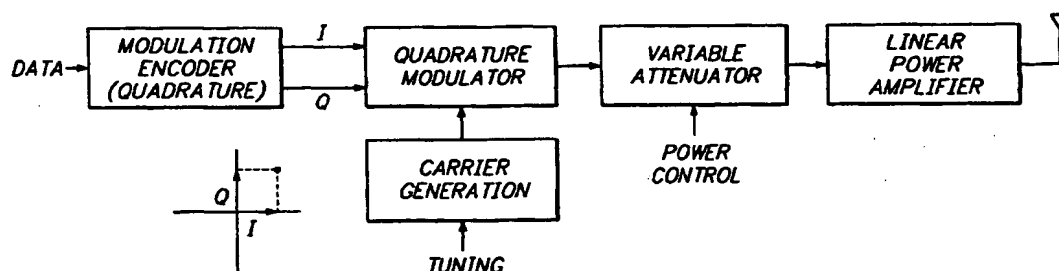 DATA
MODULATION
ENCODER
(QUADRATURE)
I
Q
QUADRATURE
MODULATOR
VARIABLE
ATTENUATOR
LINEAR
POWER
AMPLIFIER
CARRIER
GENERATION
POWER
CONTROL
Q
I
TUNING